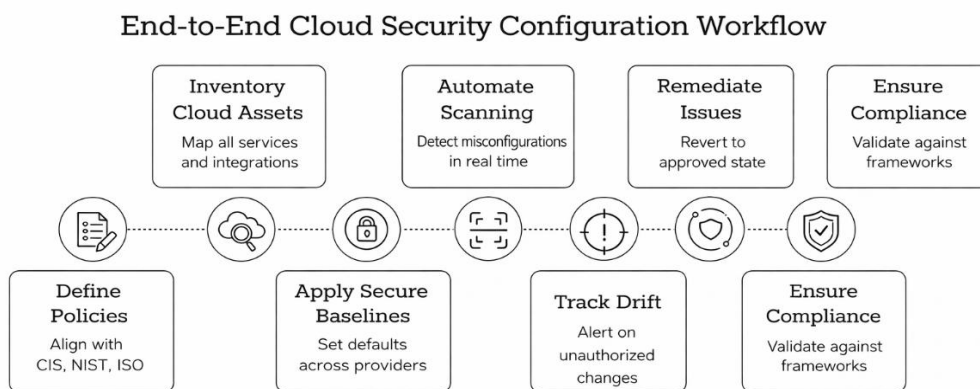 End-to-End Cloud Security Configuration Workflow
Inventory
Cloud Assets
Map all services
and integrations
Automate
Scanning
Detect misconfigurations
in real time
Remediate
Issues
Revert to
approved state
Ensure
Compliance
Validate against
frameworks
Define
Policies
Align with
CIS, NIST, ISO
Apply Secure
Baselines
Set defaults
across providers
Track Drift
Alert on
unauthorized
changes
Ensure
Compliance
Validate against
frameworks